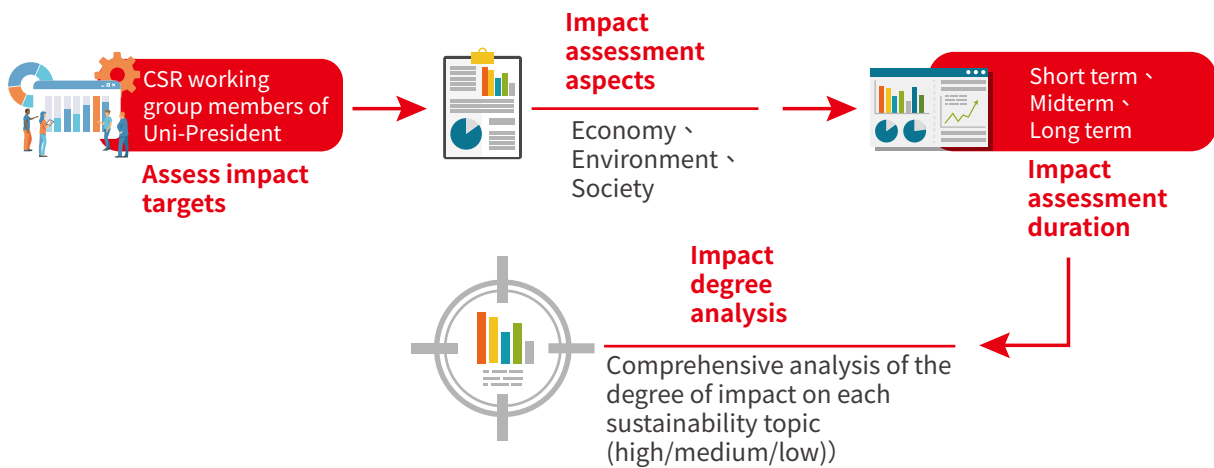 CSR working
group members of
Uni-President
Assess impact
targets
Impact
assessment
aspects
Economy、
Environment、
Society
Short term、
Midterm、
Long term
Impact
assessment
duration
Impact
degree
analysis
Comprehensive analysis of the
degree of impact on each
sustainability topic
(high/medium/low)）